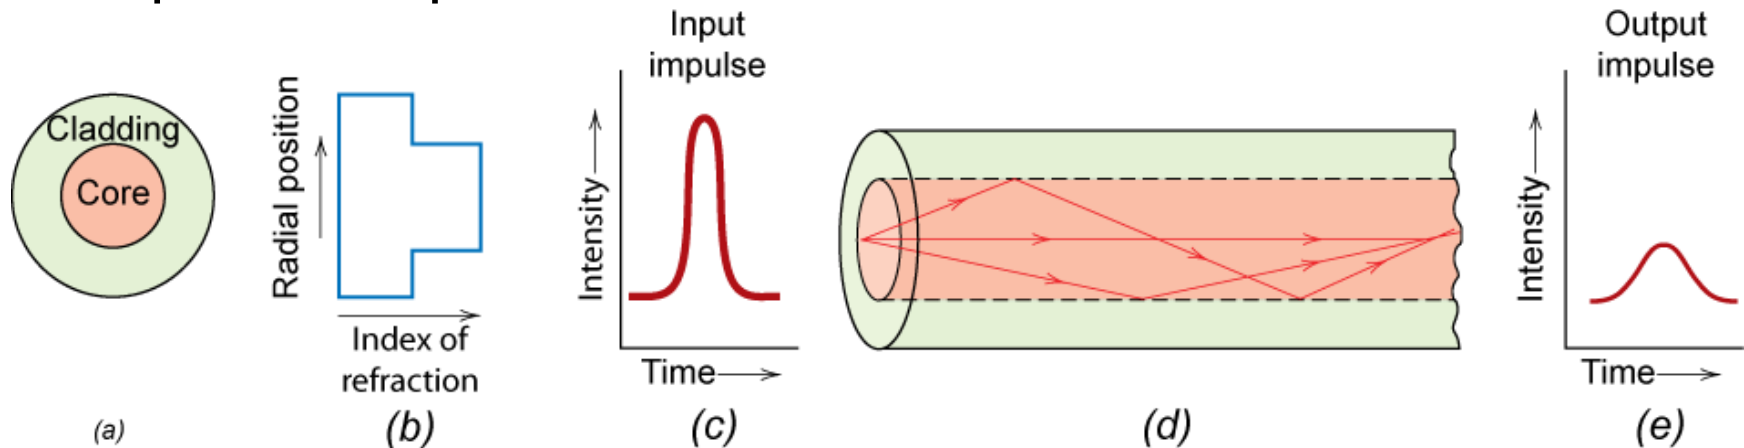 Cladding
Core
(a)
Radial position
Index of
refraction
(b)
Input
impulse
Intensity
Time
(c)
(d)
Output
impulse
Intensity
Time
(e)